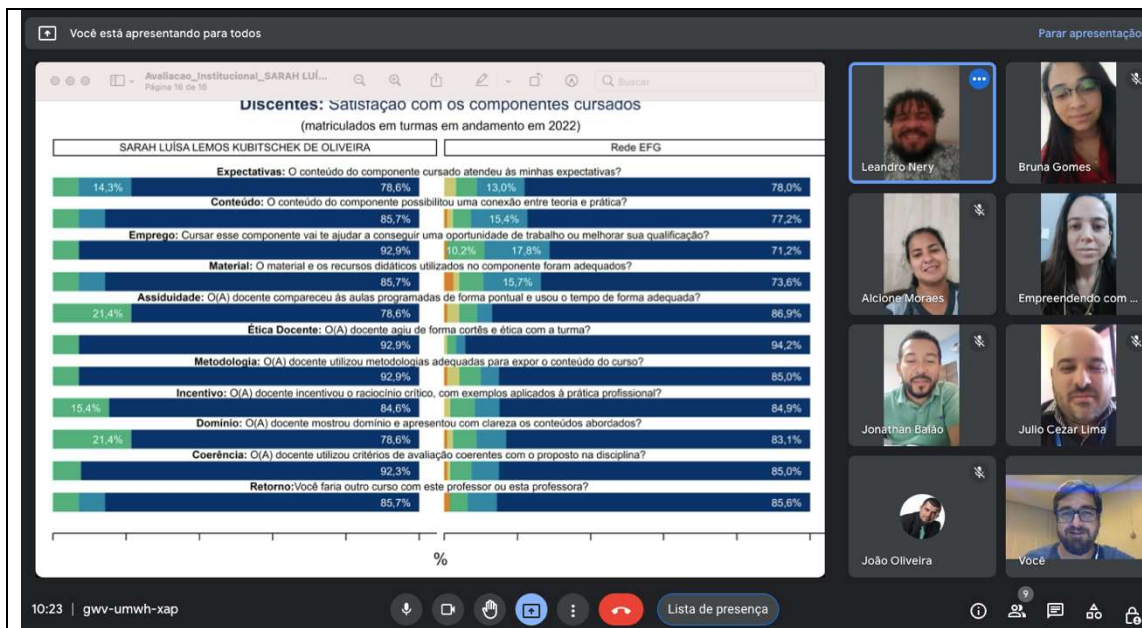 Você está apresentando para todos
Parar apresentação
Avaliacao_Institucional_SARAH LUÍ...
Página 16 de 16
Buscar
Discentes: Satisfação com os componentes cursados
(matriculados em turmas em andamento em 2022)
SARAH LUÍSA LEMOS KUBITSCHEK DE OLIVEIRA
Rede EFG
Expectativas: O conteúdo do componente cursado atendeu às minhas expectativas?
14,3% 78,6% 13,0% 78,0%
Conteúdo: O conteúdo do componente possibilitou uma conexão entre teoria e prática?
85,7% 15,4% 77,2%
Emprego: Cursar esse componente vai te ajudar a conseguir uma oportunidade de trabalho ou melhorar sua qualificação?
92,9% 10,2% 17,8% 71,2%
Material: O material e os recursos didáticos utilizados no componente foram adequados?
85,7% 15,7% 73,6%
Assiduidade: O(A) docente compareceu às aulas programadas de forma pontual e usou o tempo de forma adequada?
21,4% 78,6% 86,9%
Ética Docente: O(A) docente agiu de forma cortês e ética com a turma?
92,9% 94,2%
Metodologia: O(A) docente utilizou metodologias adequadas para expor o conteúdo do curso?
92,9% 85,0%
Incentivo: O(A) docente incentivou o raciocínio crítico, com exemplos aplicados à prática profissional?
15,4% 84,6% 84,9%
Domínio: O(A) docente mostrou domínio e apresentou com clareza os conteúdos abordados?
21,4% 78,6% 83,1%
Coerência: O(A) docente utilizou critérios de avaliação coerentes com o proposto na disciplina?
92,3% 85,0%
Retorno:Você faria outro curso com este professor ou esta professora?
85,7% 85,6%
%
Leandro Nery
Bruna Gomes
Alcione Moraes
Empreendendo com ...
Jonathan Balão
Julio Cezar Lima
João Oliveira
Você
10:23 | gwv-umwh-xap
Lista de presença
9